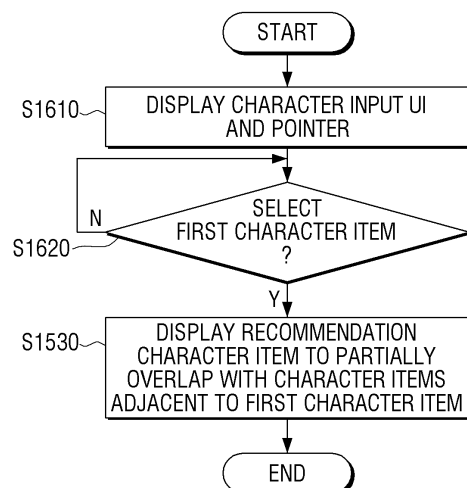 START
S1610
DISPLAY CHARACTER INPUT UI
AND POINTER
SELECT
FIRST CHARACTER ITEM
?
N
S1620
Y
S1530
DISPLAY RECOMMENDATION
CHARACTER ITEM TO PARTIALLY
OVERLAP WITH CHARACTER ITEMS
ADJACENT TO FIRST CHARACTER ITEM
END